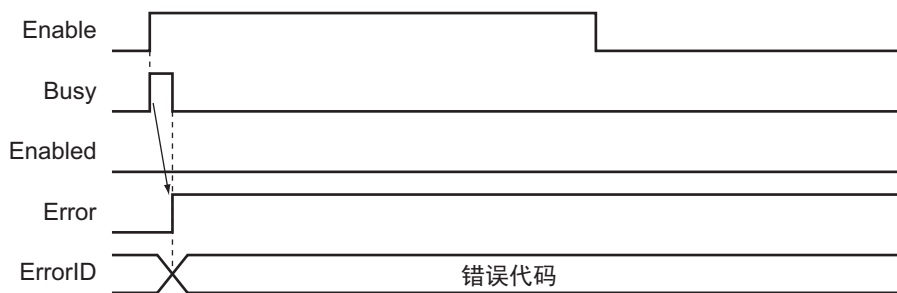 Enable
Busy
Enabled
Error
ErrorID
错误代码